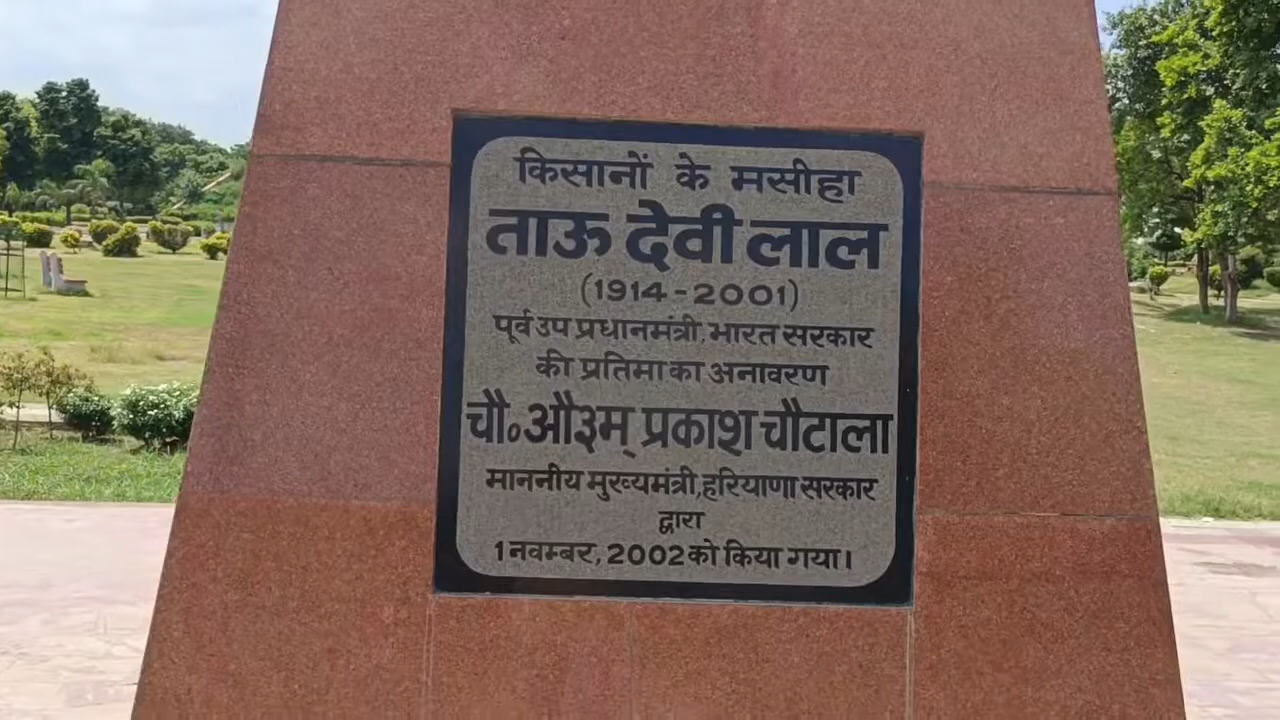 किसानों के मसीहा
ताऊ देवी लाल
(1914-2001)
पूर्व उप प्रधानमंत्री, भारत सरकार
की प्रतिमा का अनावरण
चौ॰ औ३म् प्रकाश चौटाला
माननीय मुख्यमंत्री, हरियाणा सरकार
द्वारा
1 नवम्बर, 2002 को किया गया।